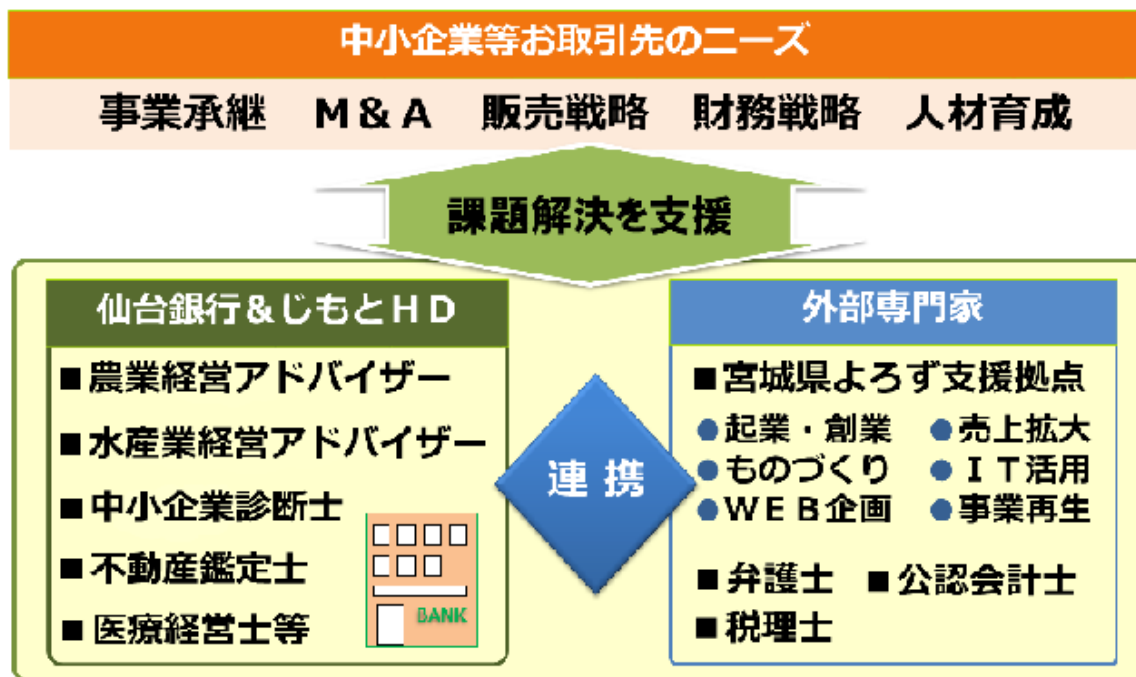 中小企業等お取引先のニーズ
事業承継 M&A 販売戦略 財務戦略 人材育成
課題解決を支援
仙台銀行&じもとHD
■農業経営アドバイザー
■水産業経営アドバイザー
■中小企業診断士
■不動産鑑定士
■医療経営士等
BANK
連携
外部専門家
■宮城県よろず支援拠点
●起業・創業 ●売上拡大
●ものづくり ●IT活用
●WEB企画 ●事業再生
■弁護士 ■公認会計士
■税理士